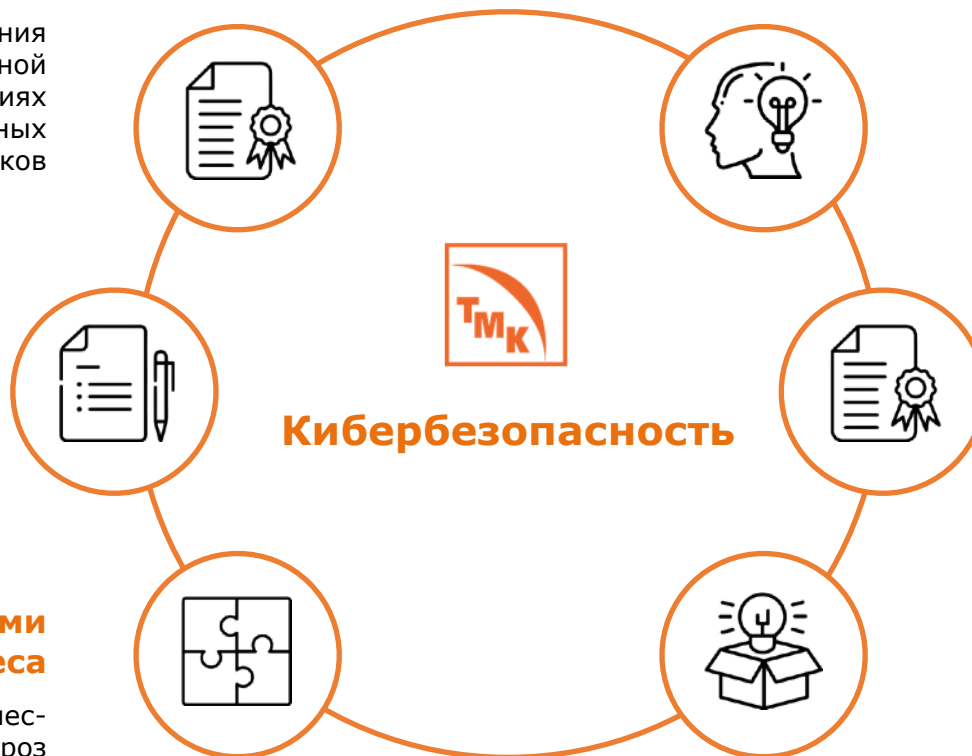 ния
ной
иях
ных
ков
ТМК
Кибербезопасность
ми
еса
нес-
роз